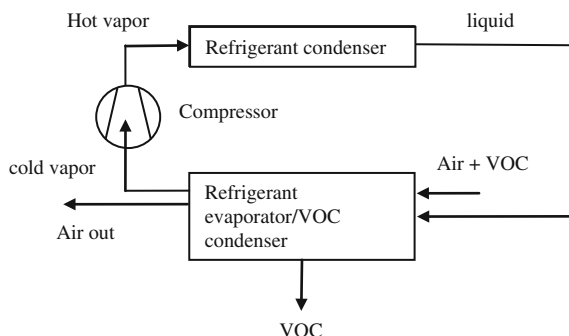 Hot vapor
liquid
Refrigerant condenser
Compressor
cold vapor
Air + VOC
Refrigerant
evaporator/VOC
condenser
Air out
VOC